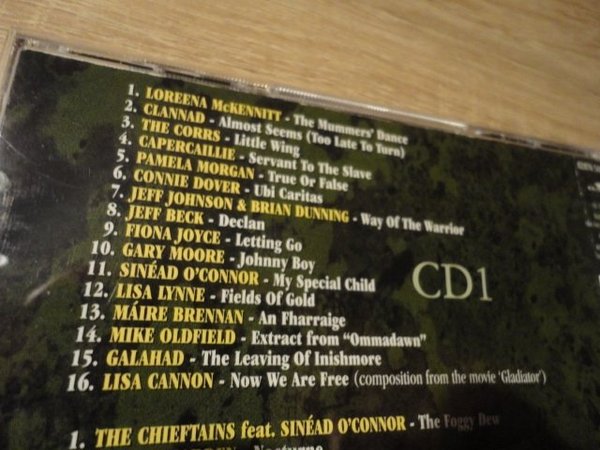 1. LOREENA McKENNITT - The Mummers' Dance
2. CLANNAD - Almost Seems (Too Late To Turn)
3. THE CORRS - Little Wing
4. CAPERCAILLIE - Servant To The Slave
5. PAMELA MORGAN - True Or False
6. CONNIE DOVER - Ubi Caritas
7. JEFF JOHNSON & BRIAN DUNNING - Way Of The Warrior
8. JEFF BECK - Declan
9. FIONA JOYCE - Letting Go
10. GARY MOORE - Johnny Boy
11. SINÉAD O'CONNOR - My Special Child
12. LISA LYNNE - Fields Of Gold
13. MÁIRE BRENNAN - An Fharraige
14. MIKE OLDFIELD - Extract from "Ommadawn"
15. GALAHAD - The Leaving Of Inishmore
16. LISA CANNON - Now We Are Free (composition from the movie 'Gladiator')
CD1
1. THE CHIEFTAINS feat. SINÉAD O'CONNOR - The Foggy Dew